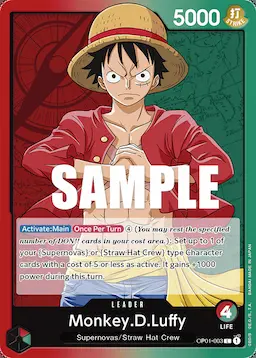 5000 打
STRIKE
SAMPLE
Activate:Main Once Per Turn ④ (You may rest the specified
number of DON!! cards in your cost area.): Set up to 1 of
your {Supernovas} or {Straw Hat Crew} type Character
cards with a cost of 5 or less as active. It gains +1000
power during this turn.
4
LIFE
LEADER
OP01-003 L
Monkey.D.Luffy
Supernovas/Straw Hat Crew